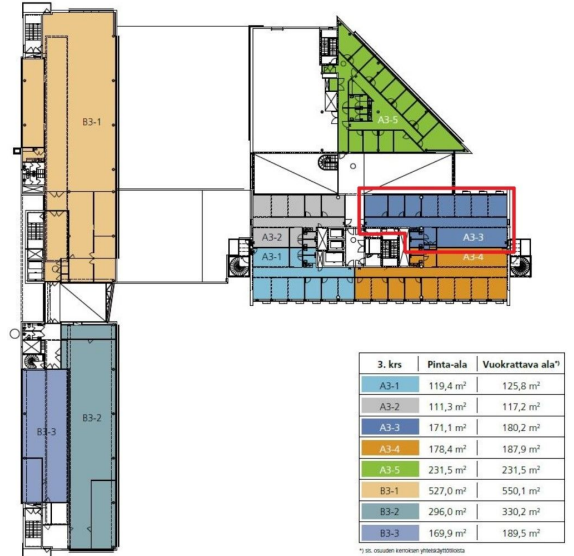 B3-1
A3-5
A3-2
A3-3
A3-1
A3-4
B3-2
B3-3
3. krs Pinta-ala Vuokrattava ala*)
A3-1 119,4 m² 125,8 m²
A3-2 111,3 m² 117,2 m²
A3-3 171,1 m² 180,2 m²
A3-4 178,4 m² 187,9 m²
A3-5 231,5 m² 231,5 m²
B3-1 527,0 m² 550,1 m²
B3-2 296,0 m² 330,2 m²
B3-3 169,9 m² 189,5 m²
*) sis. osuuden kerroksen yhteiskäyttötiloista